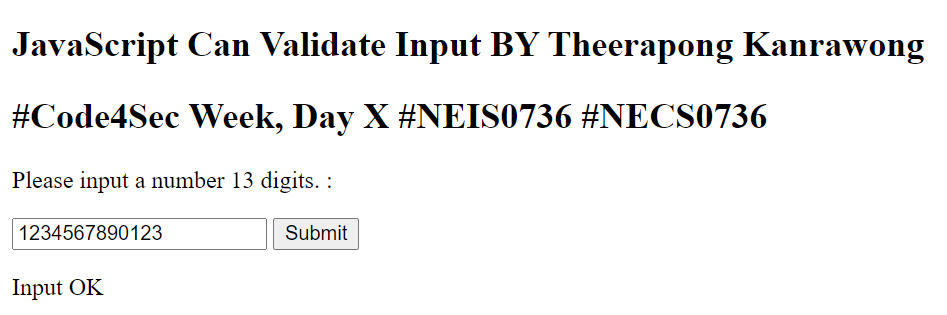 JavaScript Can Validate Input BY Theerapong Kanrawong
#Code4Sec Week, Day X #NEIS0736 #NECS0736
Please input a number 13 digits. :
1234567890123 Submit
Input OK